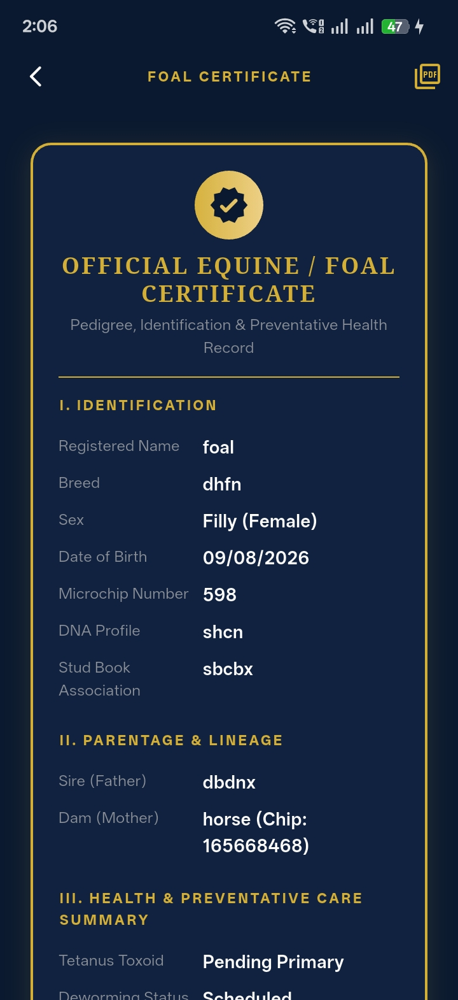 2:06
47
FOAL CERTIFICATE
PDF
OFFICIAL EQUINE / FOAL
CERTIFICATE
Pedigree, Identification & Preventative Health
Record
I. IDENTIFICATION
Registered Name foal
Breed dhfn
Sex Filly (Female)
Date of Birth 09/08/2026
Microchip Number 598
DNA Profile shcn
Stud Book sbcbx
Association
II. PARENTAGE & LINEAGE
Sire (Father) dbdnx
Dam (Mother) horse (Chip:
165668468)
III. HEALTH & PREVENTATIVE CARE
SUMMARY
Tetanus Toxoid Pending Primary
Deworming Status Scheduled